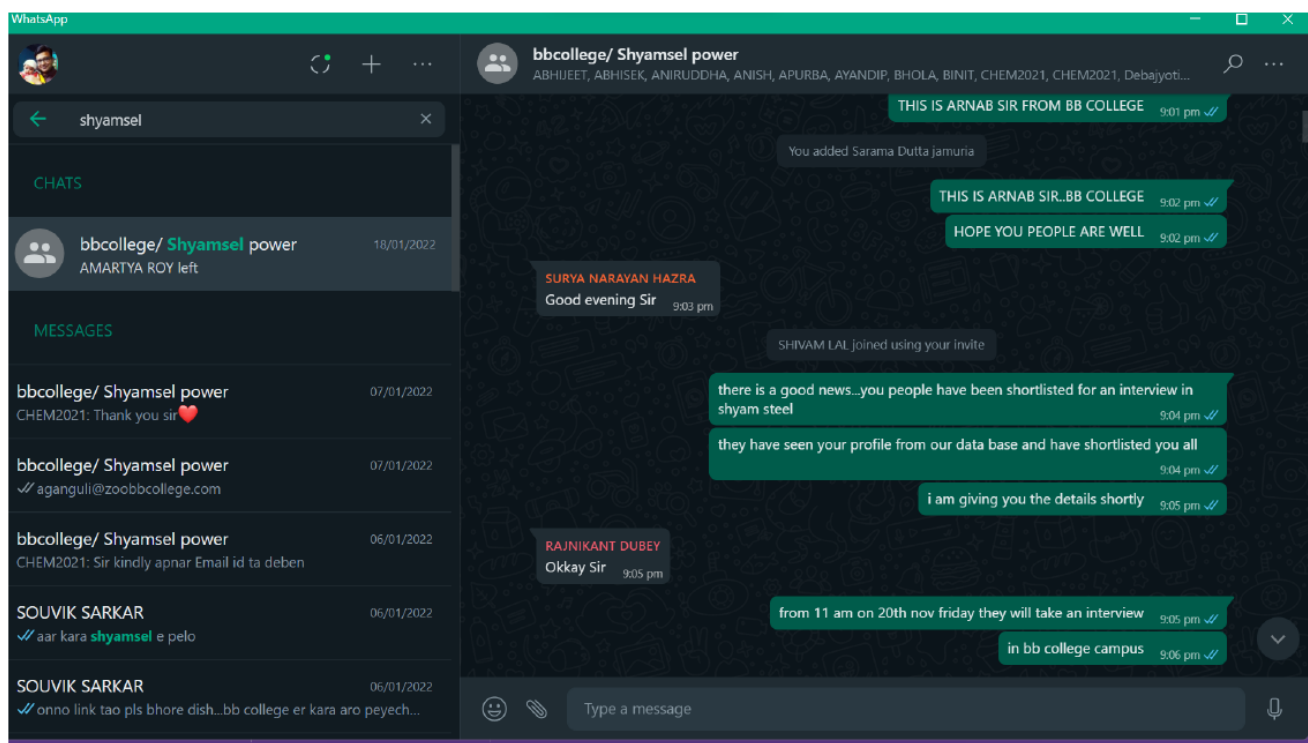 WhatsApp
shyamsel
CHATS
bbcollege/ Shyamsel power 18/01/2022
AMARTYA ROY left
MESSAGES
bbcollege/ Shyamsel power 07/01/2022
CHEM2021: Thank you sir❤️
bbcollege/ Shyamsel power 07/01/2022
aganguli@zoobbcollege.com
bbcollege/ Shyamsel power 06/01/2022
CHEM2021: Sir kindly apnar Email id ta deben
SOUVIK SARKAR 06/01/2022
aar kara shyamsel e pelo
SOUVIK SARKAR 06/01/2022
onno link tao pls bhore dish...bb college er kara aro peyech...
bbcollege/ Shyamsel power
ABHIJEET, ABHISEK, ANIRUDDHA, ANISH, APURBA, AYANDIP, BHOLA, BINIT, CHEM2021, CHEM2021, Debajyoti...
THIS IS ARNAB SIR FROM BB COLLEGE 9:01 pm
You added Sarama Dutta jamuria
THIS IS ARNAB SIR..BB COLLEGE 9:02 pm
HOPE YOU PEOPLE ARE WELL 9:02 pm
SURYA NARAYAN HAZRA
Good evening Sir 9:03 pm
SHIVAM LAL joined using your invite
there is a good news...you people have been shortlisted for an interview in
shyam steel 9:04 pm
they have seen your profile from our data base and have shortlisted you all
9:04 pm
i am giving you the details shortly 9:05 pm
RAJNIKANT DUBEY
Okkay Sir 9:05 pm
from 11 am on 20th nov friday they will take an interview 9:05 pm
in bb college campus 9:06 pm
Type a message